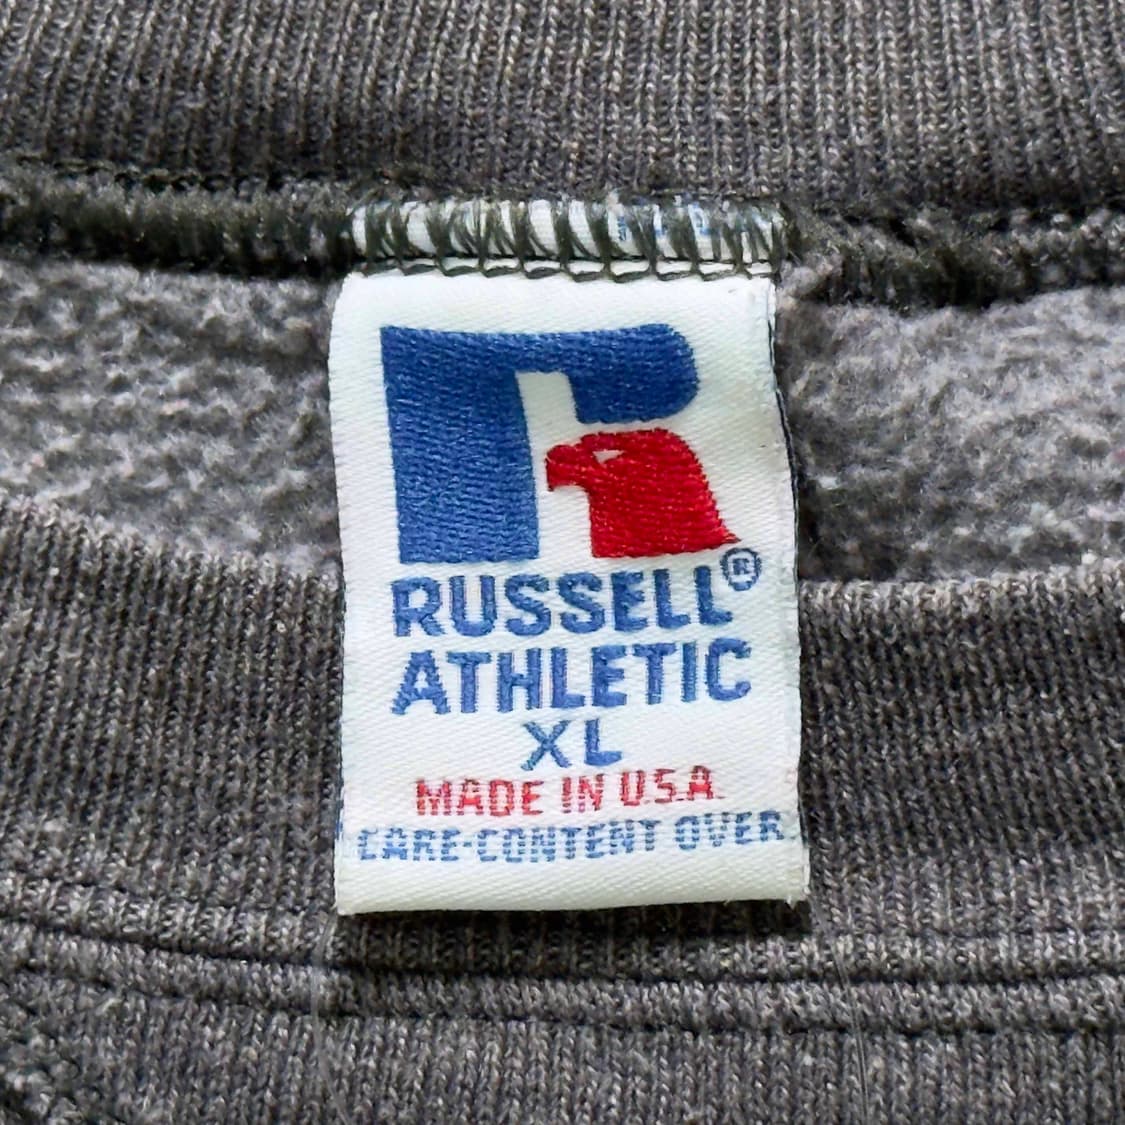 RUSSELL®
ATHLETIC
XL
MADE IN U.S.A.
CARE-CONTENT OVER